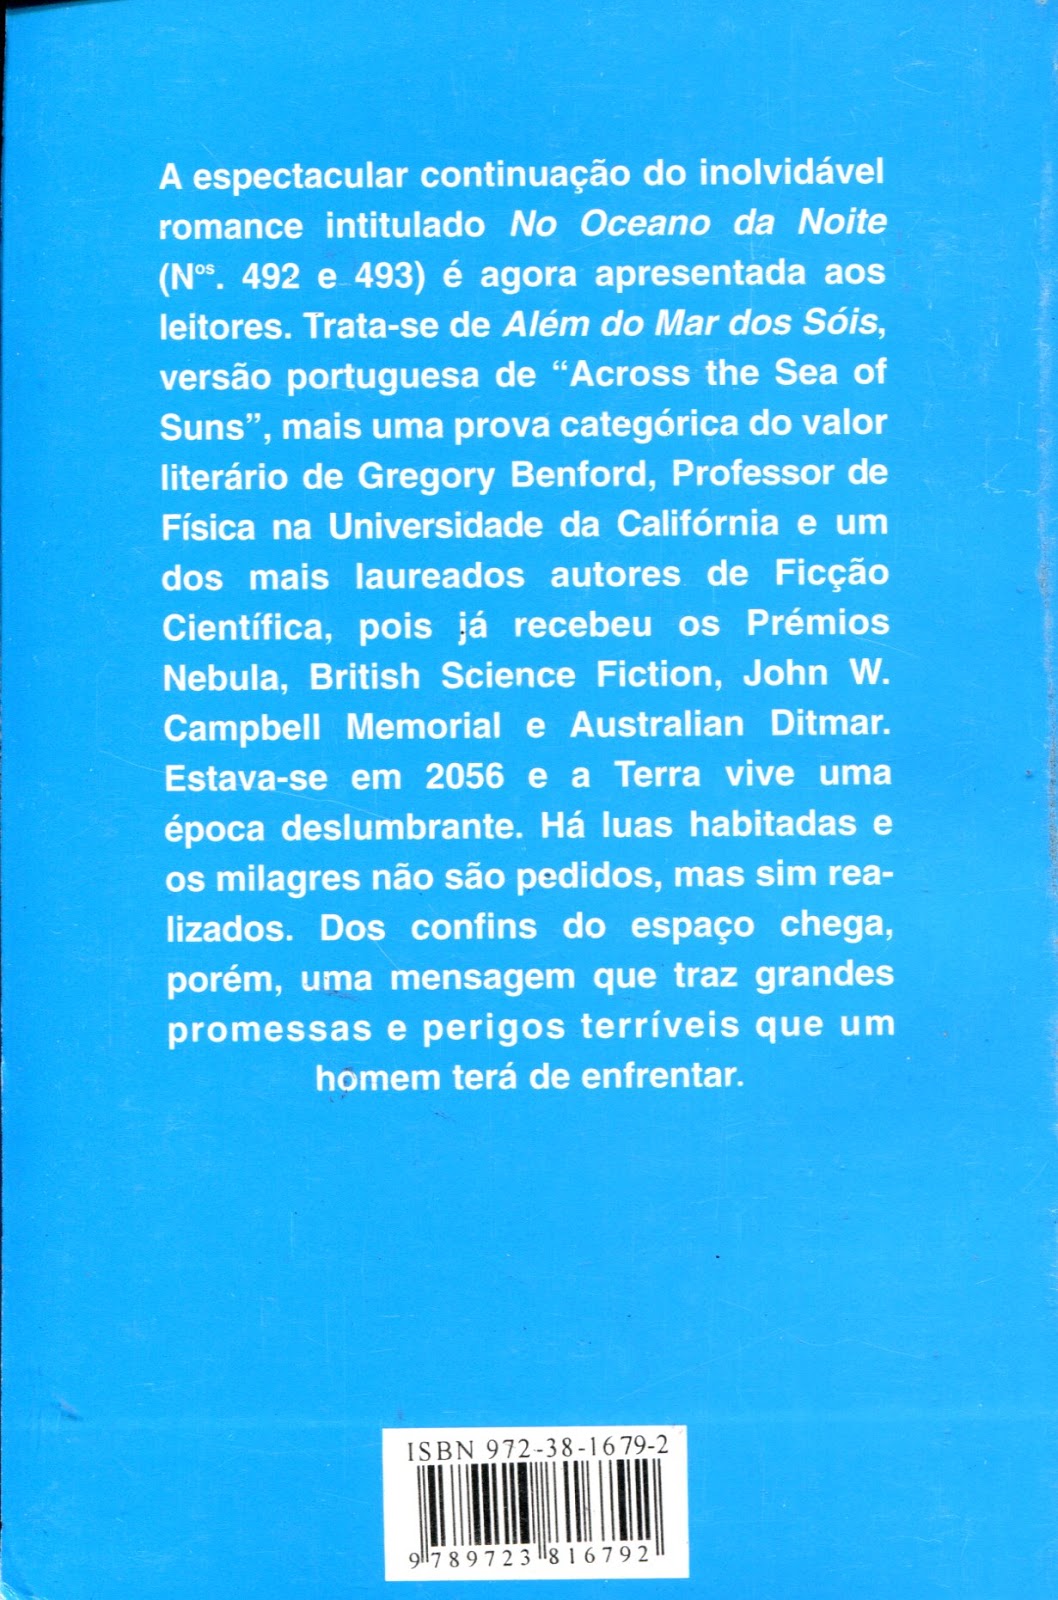 A espectacular continuação do inolvidável
romance intitulado No Oceano da Noite
(Nos. 492 e 493) é agora apresentada aos
leitores. Trata-se de Além do Mar dos Sóis,
versão portuguesa de “Across the Sea of
Suns”, mais uma prova categórica do valor
literário de Gregory Benford, Professor de
Física na Universidade da Califórnia e um
dos mais laureados autores de Ficção
Científica, pois já recebeu os Prémios
Nebula, British Science Fiction, John W.
Campbell Memorial e Australian Ditmar.
Estava-se em 2056 e a Terra vive uma
época deslumbrante. Há luas habitadas e
os milagres não são pedidos, mas sim rea-
lizados. Dos confins do espaço chega,
porém, uma mensagem que traz grandes
promessas e perigos terríveis que um
homem terá de enfrentar.
ISBN 972-38-1679-2
9 789723 816792